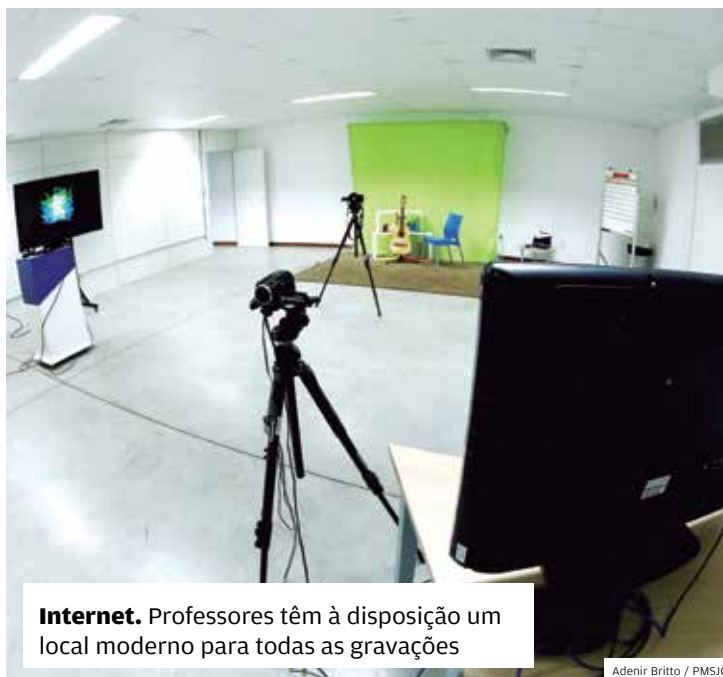 Internet. Professores têm à disposição um
local moderno para todas as gravações
Adenir Britto / PMSJC